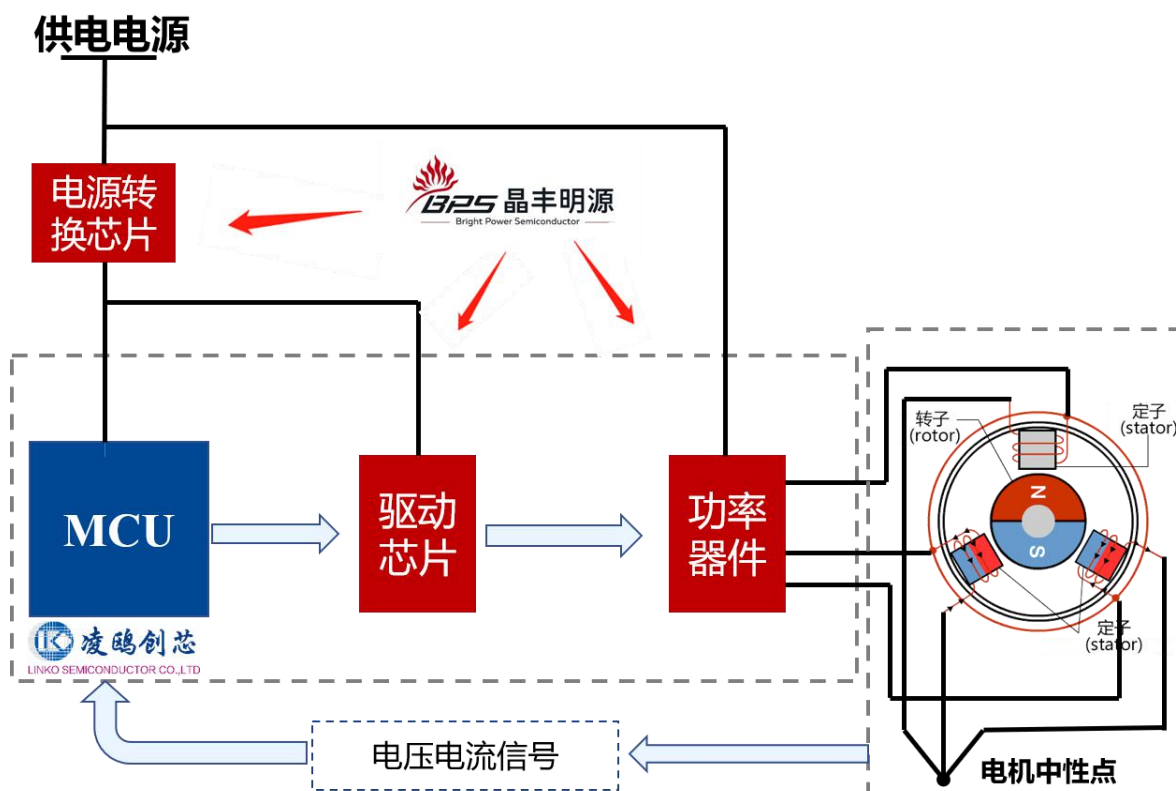 供电电源
电源转
换芯片
BPS 晶丰明源
Bright Power Semiconductor
MCU
凌鸥创芯
LINKO SEMICONDUCTOR CO.,LTD
驱动
芯片
功率
器件
转子
(rotor)
定子
(stator)
N
S
定子
(stator)
电压电流信号
电机中性点